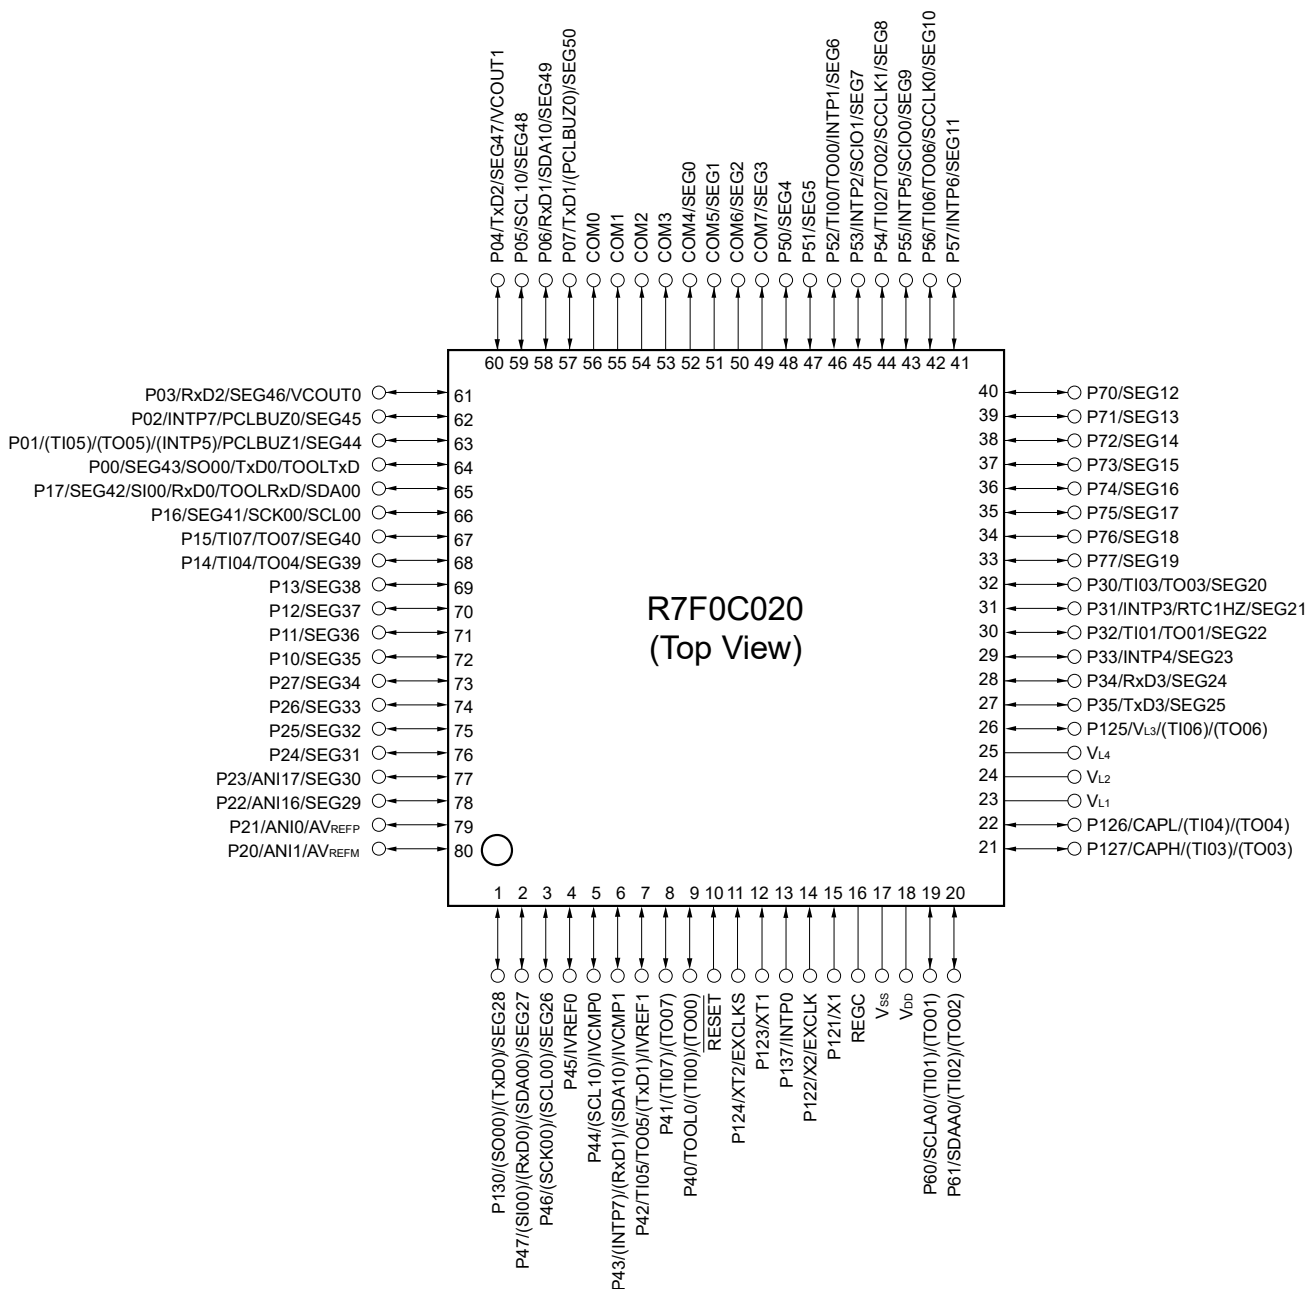 P04/TxD2/SEG47/VCOUT1
P05/SCL10/SEG48
P06/RxD1/SDA10/SEG49
P07/TxD1/(PCLBUZ0)/SEG50
COM0
COM1
COM2
COM3
COM4/SEG0
COM5/SEG1
COM6/SEG2
COM7/SEG3
P50/SEG4
P51/SEG5
P52/TI00/TO00/INTP1/SEG6
P53/INTP2/SCIO1/SEG7
P54/TI02/TO02/SCCLK1/SEG8
P55/INTP5/SCIO0/SEG9
P56/TI06/TO06/SCCLK0/SEG10
P57/INTP6/SEG11
60 59 58 57 56 55 54 53 52 51 50 49 48 47 46 45 44 43 42 41
P03/RxD2/SEG46/VCOUT0 61
P02/INTP7/PCLBUZ0/SEG45 62
P01/(TI05)/(TO05)/(INTP5)/PCLBUZ1/SEG44 63
P00/SEG43/SO00/TxD0/TOOLTxD 64
P17/SEG42/SI00/RxD0/TOOLRxD/SDA00 65
P16/SEG41/SCK00/SCL00 66
P15/TI07/TO07/SEG40 67
P14/TI04/TO04/SEG39 68
P13/SEG38 69
P12/SEG37 70
P11/SEG36 71
P10/SEG35 72
P27/SEG34 73
P26/SEG33 74
P25/SEG32 75
P24/SEG31 76
P23/ANI17/SEG30 77
P22/ANI16/SEG29 78
P21/ANI0/AVREFP 79
P20/ANI1/AVREFM 80
R7F0C020
(Top View)
40 P70/SEG12
39 P71/SEG13
38 P72/SEG14
37 P73/SEG15
36 P74/SEG16
35 P75/SEG17
34 P76/SEG18
33 P77/SEG19
32 P30/TI03/TO03/SEG20
31 P31/INTP3/RTC1HZ/SEG21
30 P32/TI01/TO01/SEG22
29 P33/INTP4/SEG23
28 P34/RxD3/SEG24
27 P35/TxD3/SEG25
26 P125/VL3/(TI06)/(TO06)
25 VL4
24 VL2
23 VL1
22 P126/CAPL/(TI04)/(TO04)
21 P127/CAPH/(TI03)/(TO03)
1 2 3 4 5 6 7 8 9 10 11 12 13 14 15 16 17 18 19 20
P130/(SO00)/(TxD0)/SEG28
P47/(SI00)/(RxD0)/(SDA00)/SEG27
P46/(SCK00)/(SCL00)/SEG26
P45/IVREF0
P44/(SCL10)/IVCMP0
P43/(INTP7)/(RxD1)/(SDA10)/IVCMP1
P42/TI05/TO05/(TxD1)/IVREF1
P41/(TI07)/(TO07)
P40/TOOL0/(TI00)/(TO00)
RESET
P124/XT2/EXCLKS
P123/XT1
P137/INTP0
P122/X2/EXCLK
P121/X1
REGC
VSS
VDD
P60/SCLA0/(TI01)/(TO01)
P61/SDAA0/(TI02)/(TO02)